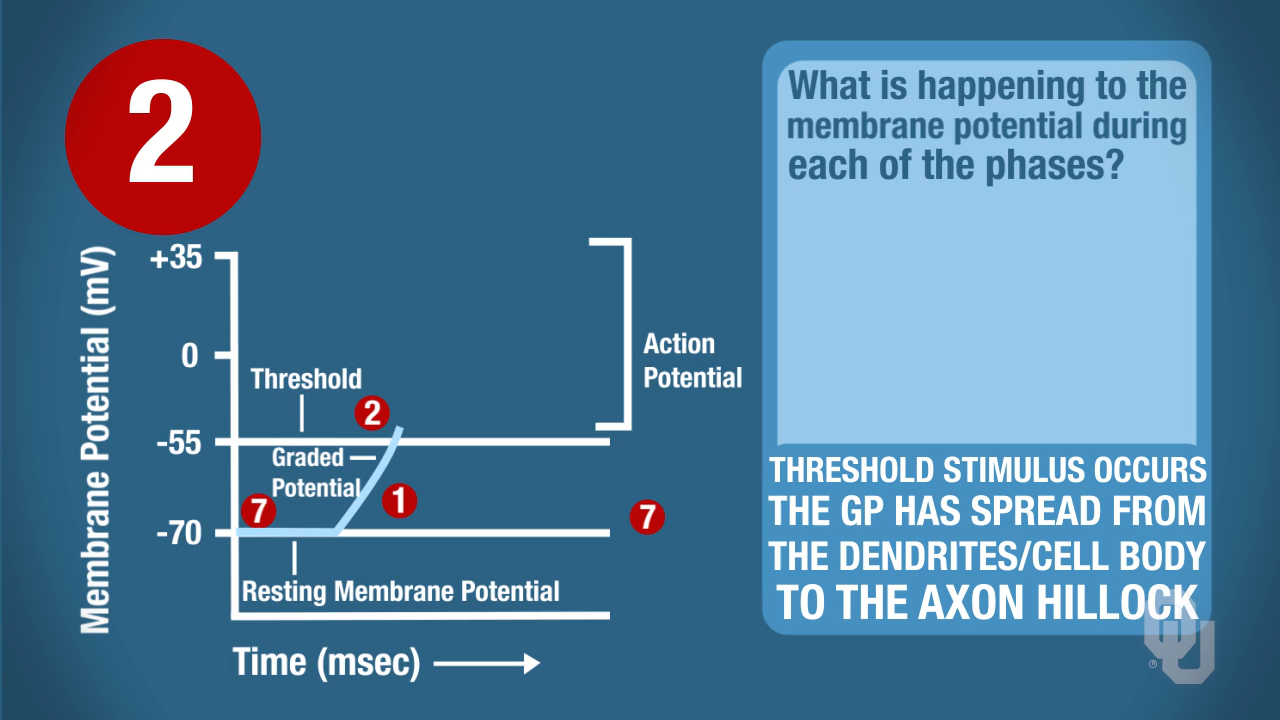 2
What is happening to the
membrane potential during
each of the phases?
Membrane Potential (mV)
+35
0
-55
-70
Threshold
2
Graded
Potential
1
7
7
Resting Membrane Potential
Action
Potential
Time (msec)
THRESHOLD STIMULUS OCCURS
THE GP HAS SPREAD FROM
THE DENDRITES/CELL BODY
TO THE AXON HILLOCK
®